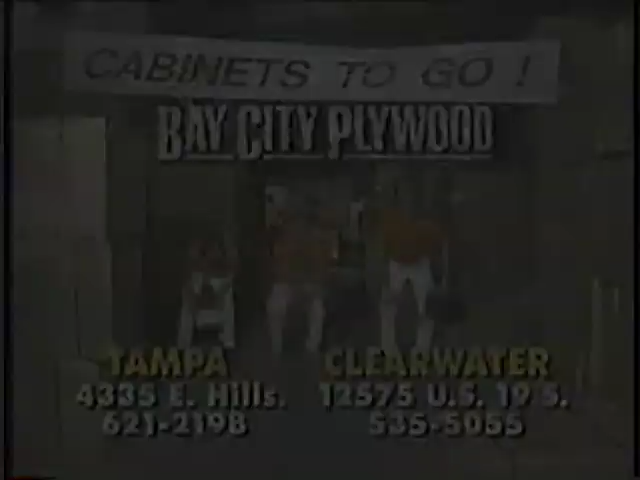 CABINETS TO GO !
BAY CITY PLYWOOD
TAMPA
4335 E. Hills.
621-2198
CLEARWATER
12575 U.S. 19 S.
535-5055